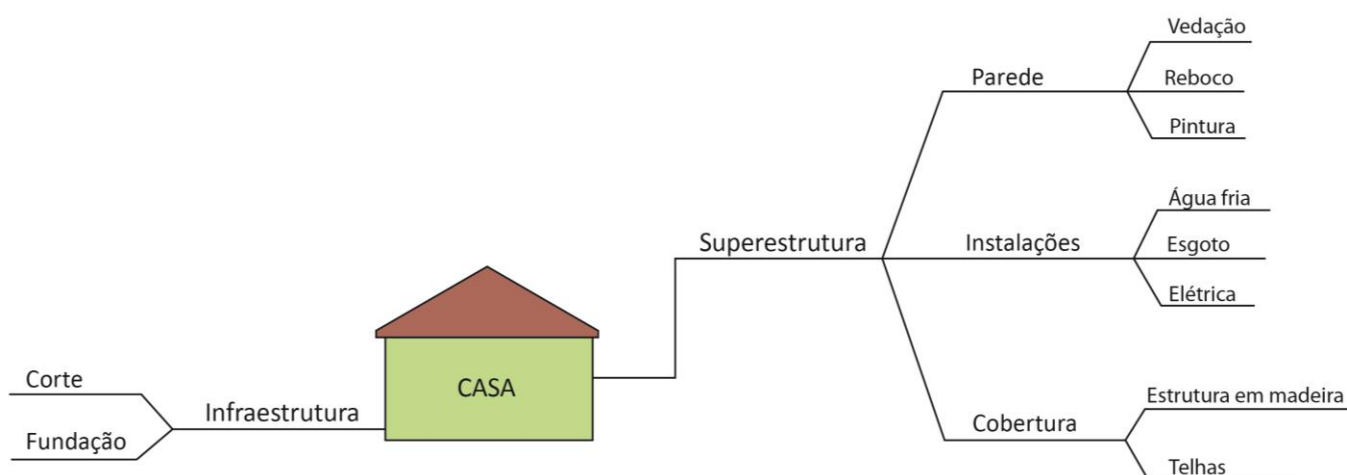 Vedação
Parede
Reboco
Pintura
Água fria
Superestrutura
Instalações
Esgoto
Elétrica
CASA
Corte
Infraestrutura
Fundação
Estrutura em madeira
Cobertura
Telhas